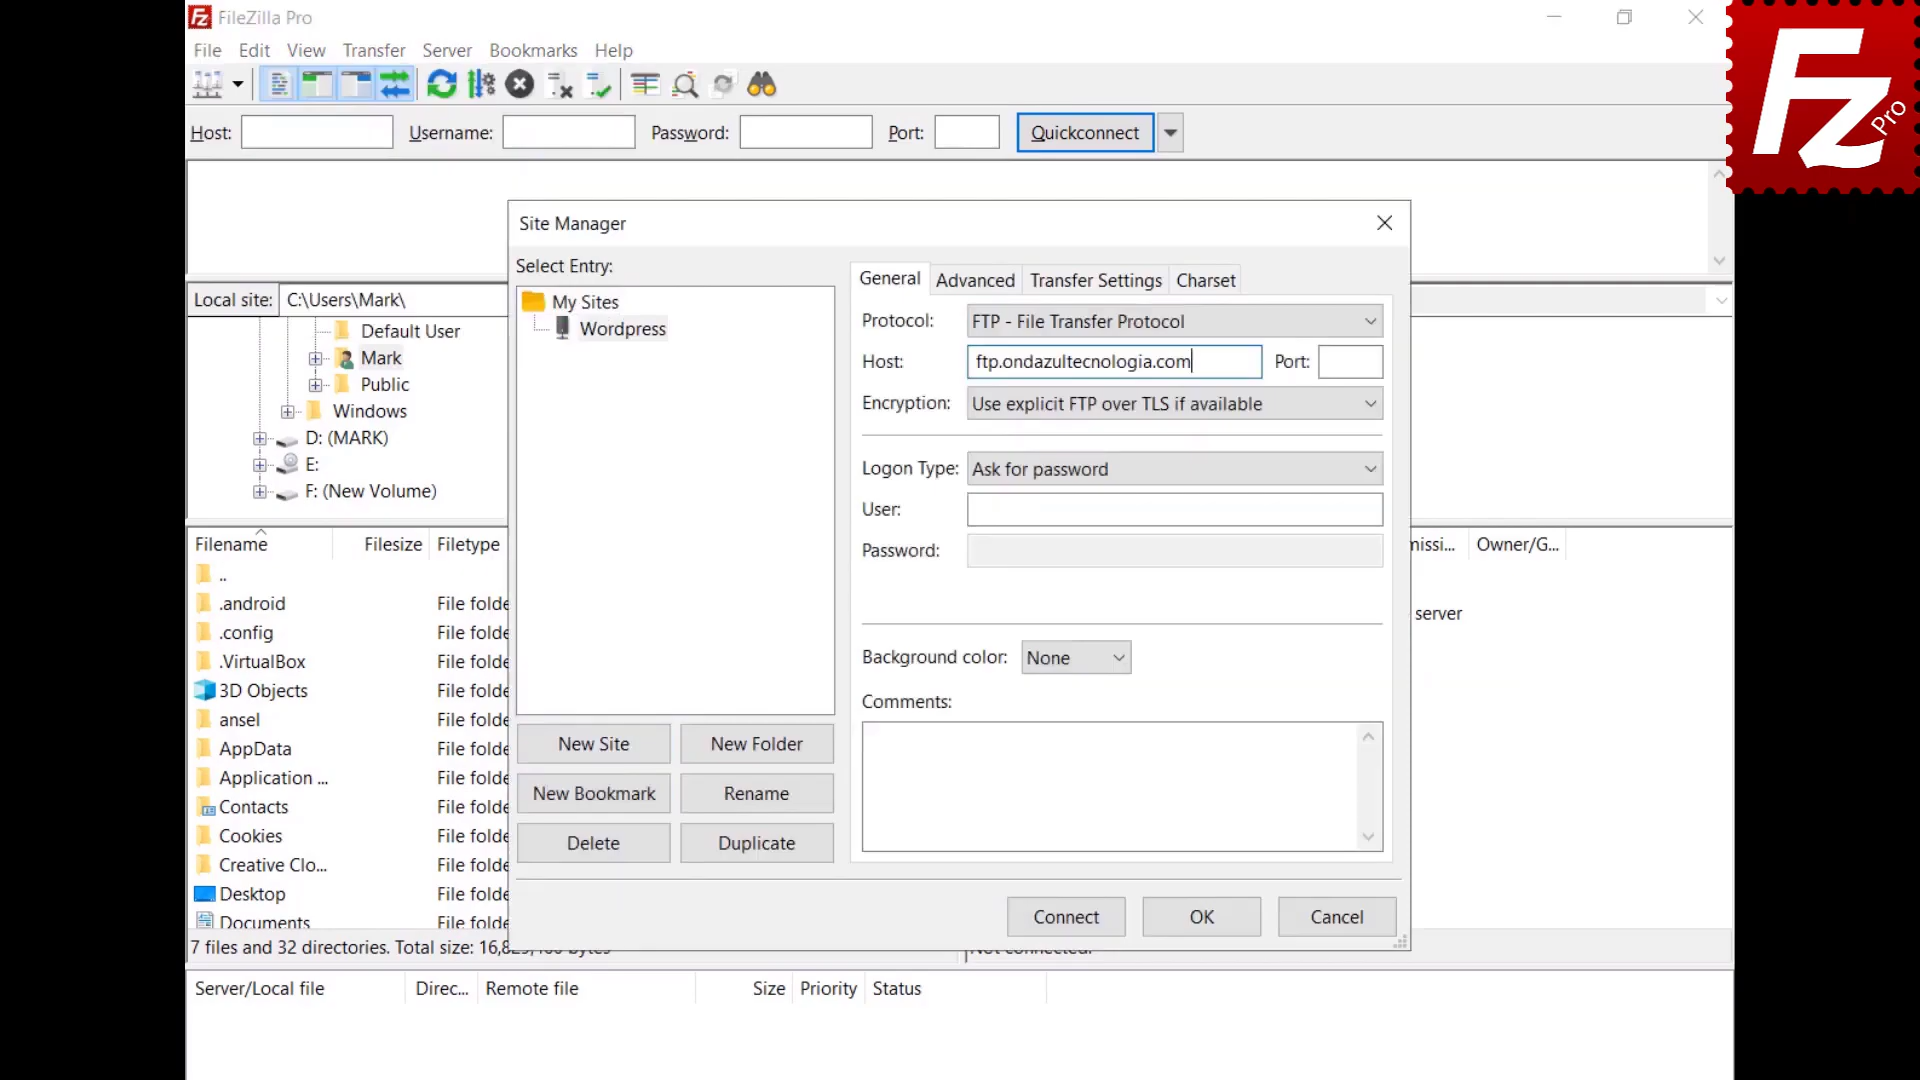 FileZilla Pro
File Edit View Transfer Server Bookmarks Help
Host: Username: Password: Port: Quickconnect
Fz Pro
Site Manager
Select Entry:
My Sites
Wordpress
General Advanced Transfer Settings Charset
Protocol: FTP - File Transfer Protocol
Host: ftp.ondazultecnologia.com Port:
Encryption: Use explicit FTP over TLS if available
Logon Type: Ask for password
User:
Password:
Background color: None
Comments:
New Site New Folder
New Bookmark Rename
Delete Duplicate
Connect OK Cancel
Local site: C:\Users\Mark\
Default User
Mark
Public
Windows
D: (MARK)
E:
F: (New Volume)
Filename Filesize Filetype
..
.android File folde
.config File folde
.VirtualBox File folde
3D Objects File folde
ansel File folde
AppData File folde
Application ... File folde
Contacts File folde
Cookies File folde
Creative Clo... File folde
Desktop File folde
Documents File folde
7 files and 32 directories. Total size: 16,8
missi... Owner/G...
server
Not connected.
Server/Local file Direc... Remote file Size Priority Status